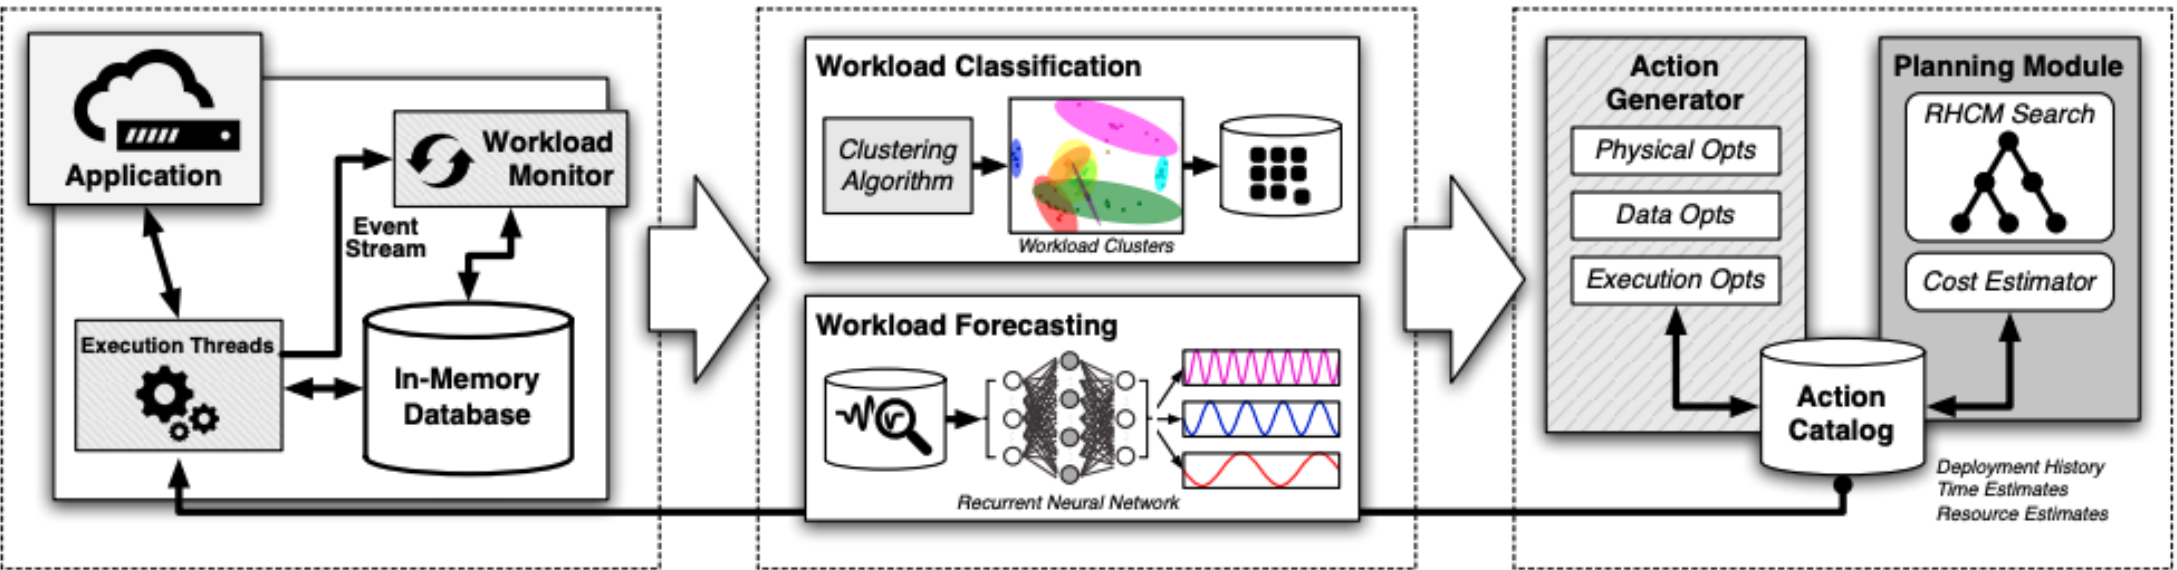 Application
Workload
Monitor
Event
Stream
Execution Threads
In-Memory
Database
Workload Classification
Clustering
Algorithm
Workload Clusters
Workload Forecasting
Recurrent Neural Network
Action
Generator
Physical Opts
Data Opts
Execution Opts
Planning Module
RHCM Search
Cost Estimator
Action
Catalog
Deployment History
Time Estimates
Resource Estimates